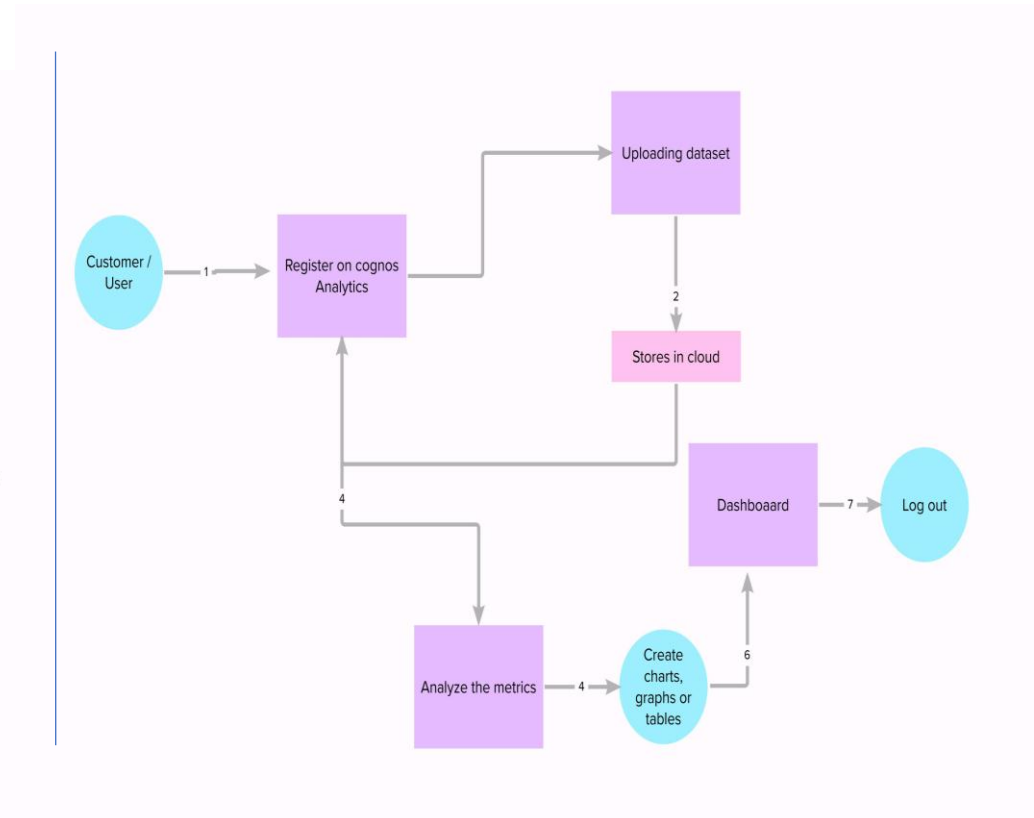 Uploading dataset
Customer /
User
1
Register on cognos
Analytics
2
Stores in cloud
4
Dashboaard
7
Log out
Analyze the metrics
4
Create
charts,
graphs or
tables
6